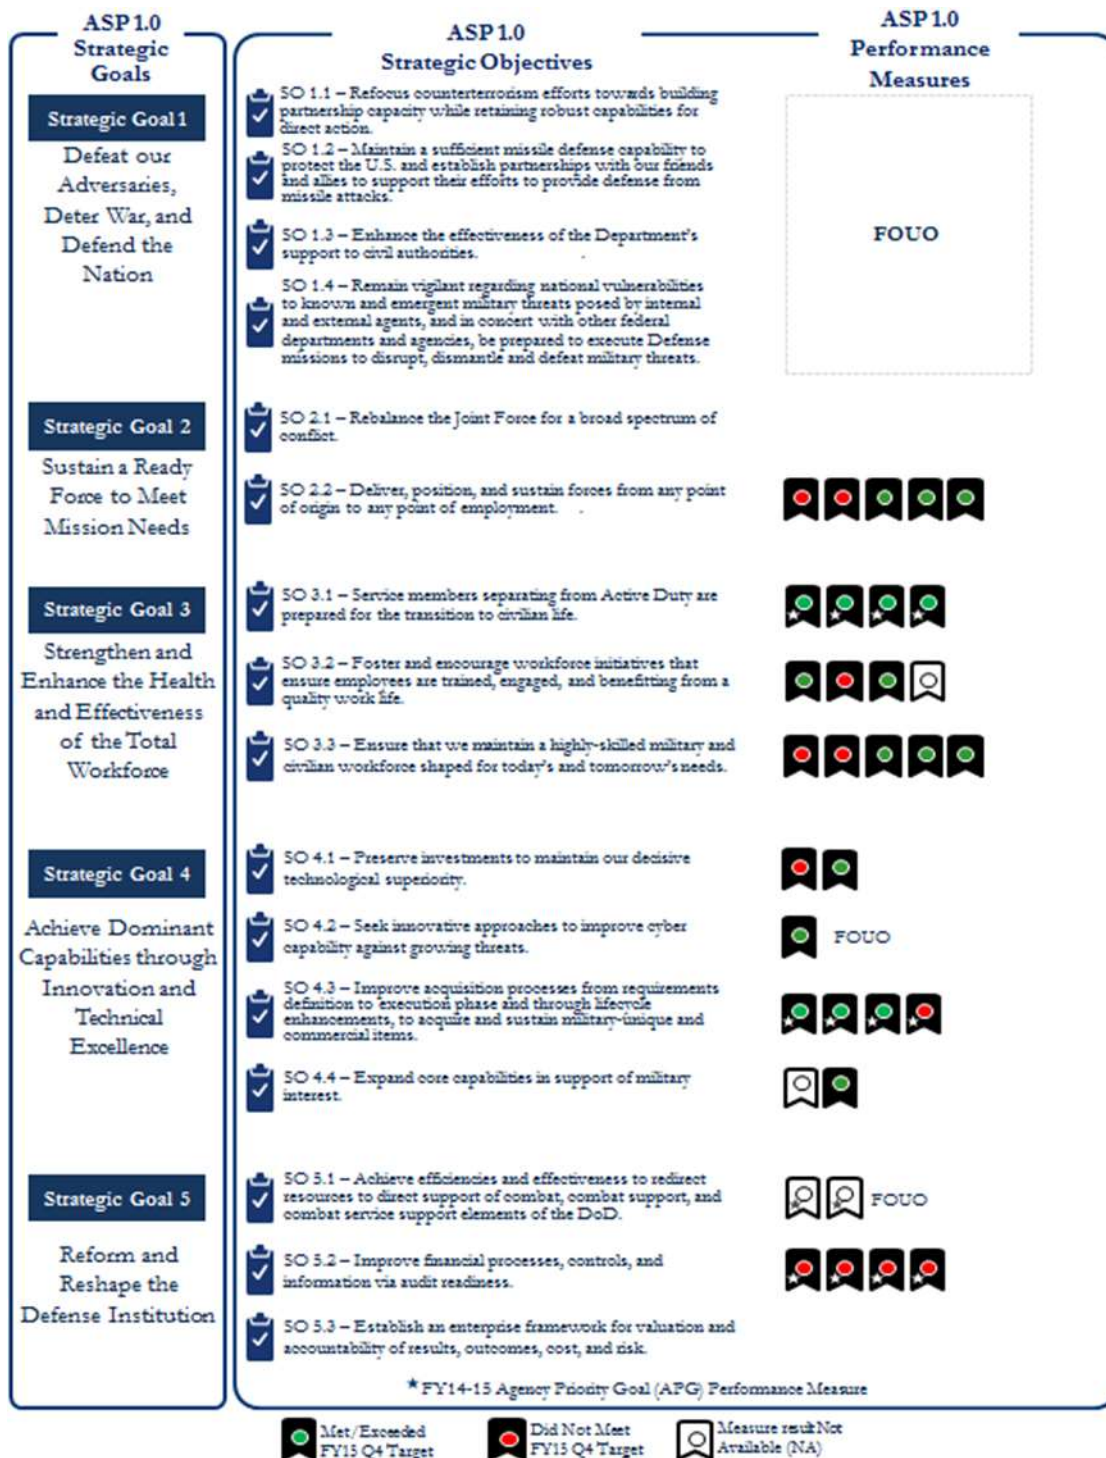 ASP 1.0
Strategic
Goals
ASP 1.0
Strategic Objectives
ASP 1.0
Performance
Measures
Strategic Goal 1
Defeat our
Adversaries,
Deter War, and
Defend the
Nation
SO 1.1 – Refocus counterterrorism efforts towards building
partnership capacity while retaining robust capabilities for
direct action.
SO 1.2 – Maintain a sufficient missile defense capability to
protect the U.S. and establish partnerships with our friends
and allies to support their efforts to provide defense from
missile attacks.
SO 1.3 – Enhance the effectiveness of the Department's
support to civil authorities.
SO 1.4 – Remain vigilant regarding national vulnerabilities
to known and emergent military threats posed by internal
and external agents, and in concert with other federal
departments and agencies, be prepared to execute Defense
missions to disrupt, dismantle and defeat military threats.
FOUO
Strategic Goal 2
Sustain a Ready
Force to Meet
Mission Needs
SO 2.1 – Rebalance the Joint Force for a broad spectrum of
conflict.
SO 2.2 – Deliver, position, and sustain forces from any point
of origin to any point of employment.
Strategic Goal 3
Strengthen and
Enhance the Health
and Effectiveness
of the Total
Workforce
SO 3.1 – Service members separating from Active Duty are
prepared for the transition to civilian life.
SO 3.2 – Foster and encourage workforce initiatives that
ensure employees are trained, engaged, and benefitting from a
quality work life.
SO 3.3 – Ensure that we maintain a highly-skilled military and
civilian workforce shaped for today's and tomorrow's needs.
Strategic Goal 4
Achieve Dominant
Capabilities through
Innovation and
Technical
Excellence
SO 4.1 – Preserve investments to maintain our decisive
technological superiority.
SO 4.2 – Seek innovative approaches to improve cyber
capability against growing threats.
FOUO
SO 4.3 – Improve acquisition processes from requirements
definition to execution phase and through lifecycle
enhancements, to acquire and sustain military-unique and
commercial items.
SO 4.4 – Expand core capabilities in support of military
interest.
Strategic Goal 5
Reform and
Reshape the
Defense Institution
SO 5.1 – Achieve efficiencies and effectiveness to redirect
resources to direct support of combat, combat support, and
combat service support elements of the DoD.
FOUO
SO 5.2 – Improve financial processes, controls, and
information via audit readiness.
SO 5.3 – Establish an enterprise framework for valuation and
accountability of results, outcomes, cost, and risk.
★FY14-15 Agency Priority Goal (APG) Performance Measure
Met/Exceeded
FY15 Q4 Target
Did Not Meet
FY15 Q4 Target
Measure result Not
Available (NA)